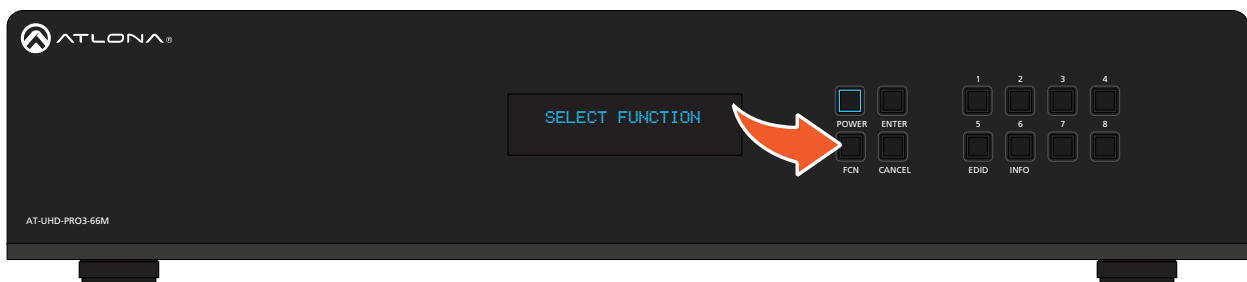 ATLONA®
SELECT FUNCTION
1 2 3 4
POWER ENTER
5 6 7 8
FCN CANCEL
EDID INFO
AT-UHD-PRO3-66M